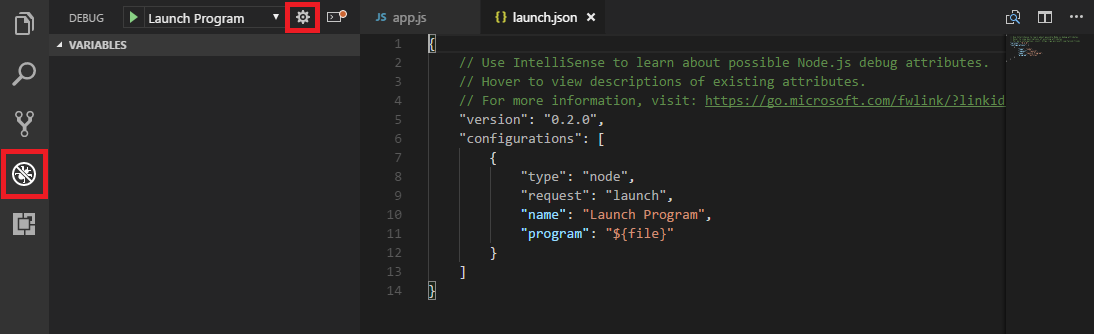 DEBUG
Launch Program
VARIABLES
app.js
{} launch.json
1 {
2 // Use IntelliSense to learn about possible Node.js debug attributes.
3 // Hover to view descriptions of existing attributes.
4 // For more information, visit: https://go.microsoft.com/fwlink/?linkid
5 "version": "0.2.0",
6 "configurations": [
7 {
8 "type": "node",
9 "request": "launch",
10 "name": "Launch Program",
11 "program": "${file}"
12 }
13 ]
14 }